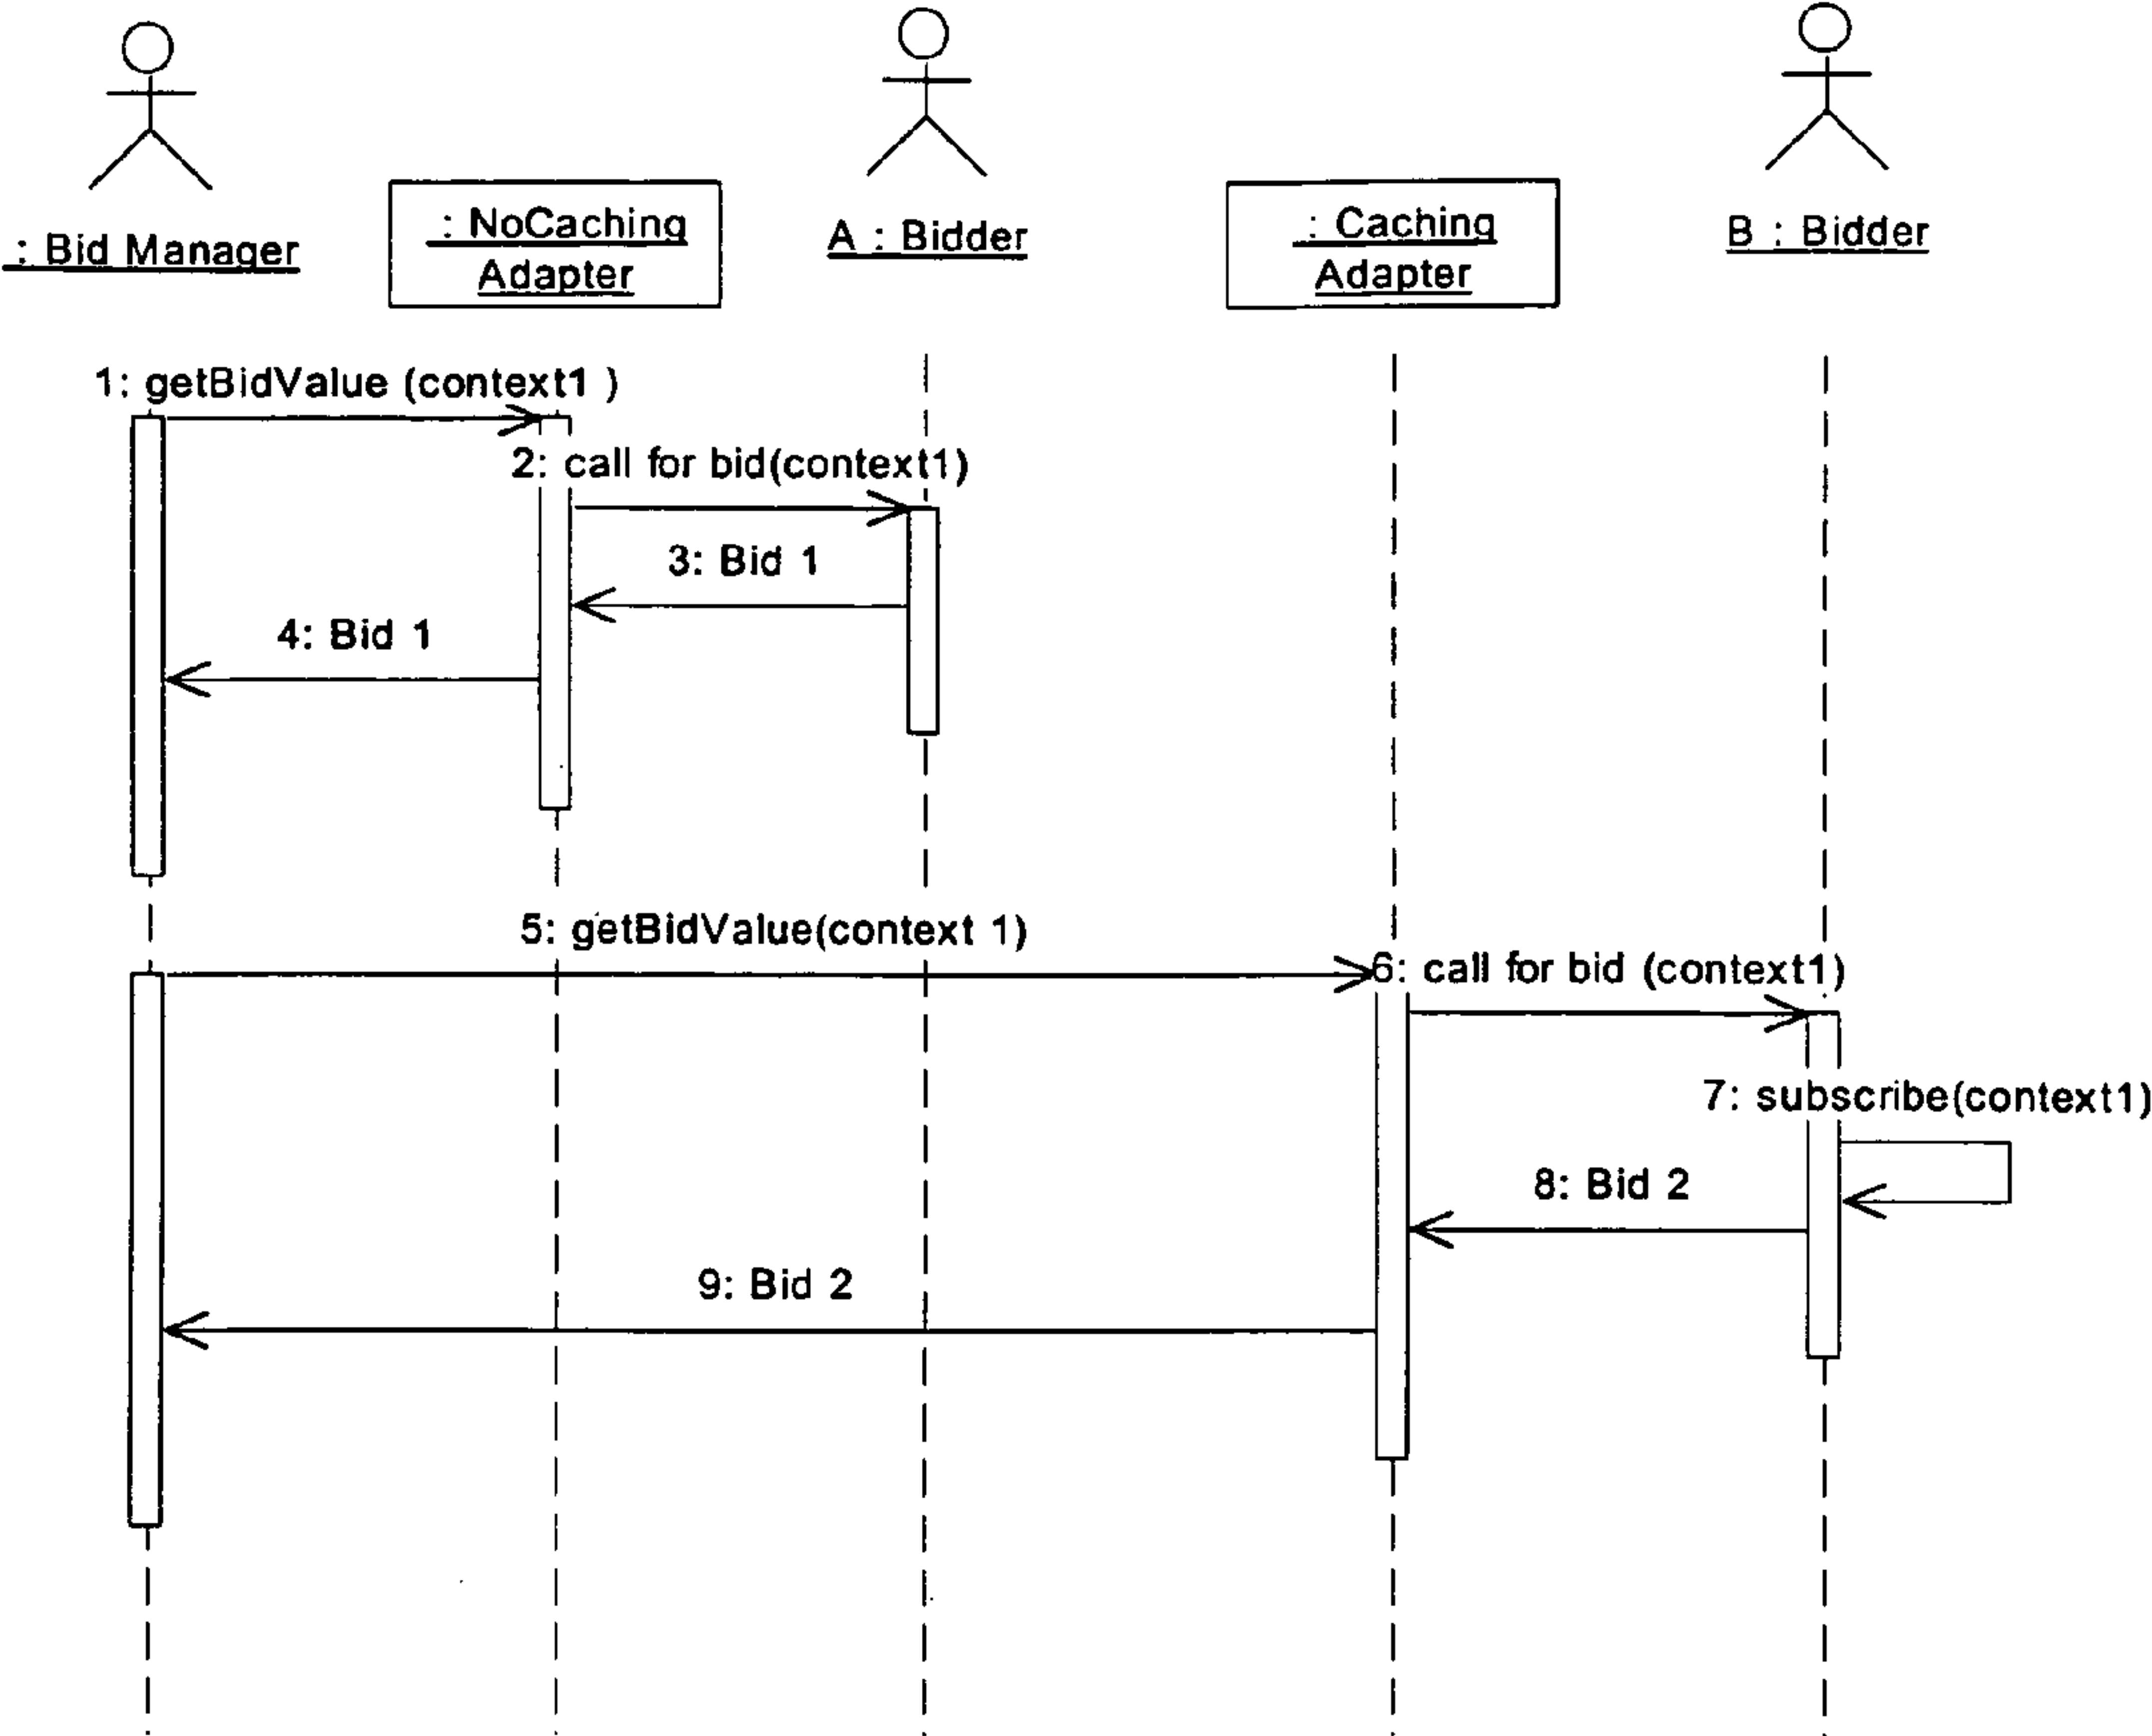 : Bid Manager
: NoCaching
Adapter
A : Bidder
: Caching
Adapter
B : Bidder
1: getBidValue (context1 )
2: call for bid(context1)
3: Bid 1
4: Bid 1
5: getBidValue(context 1)
6: call for bid (context1)
7: subscribe(context1)
8: Bid 2
9: Bid 2